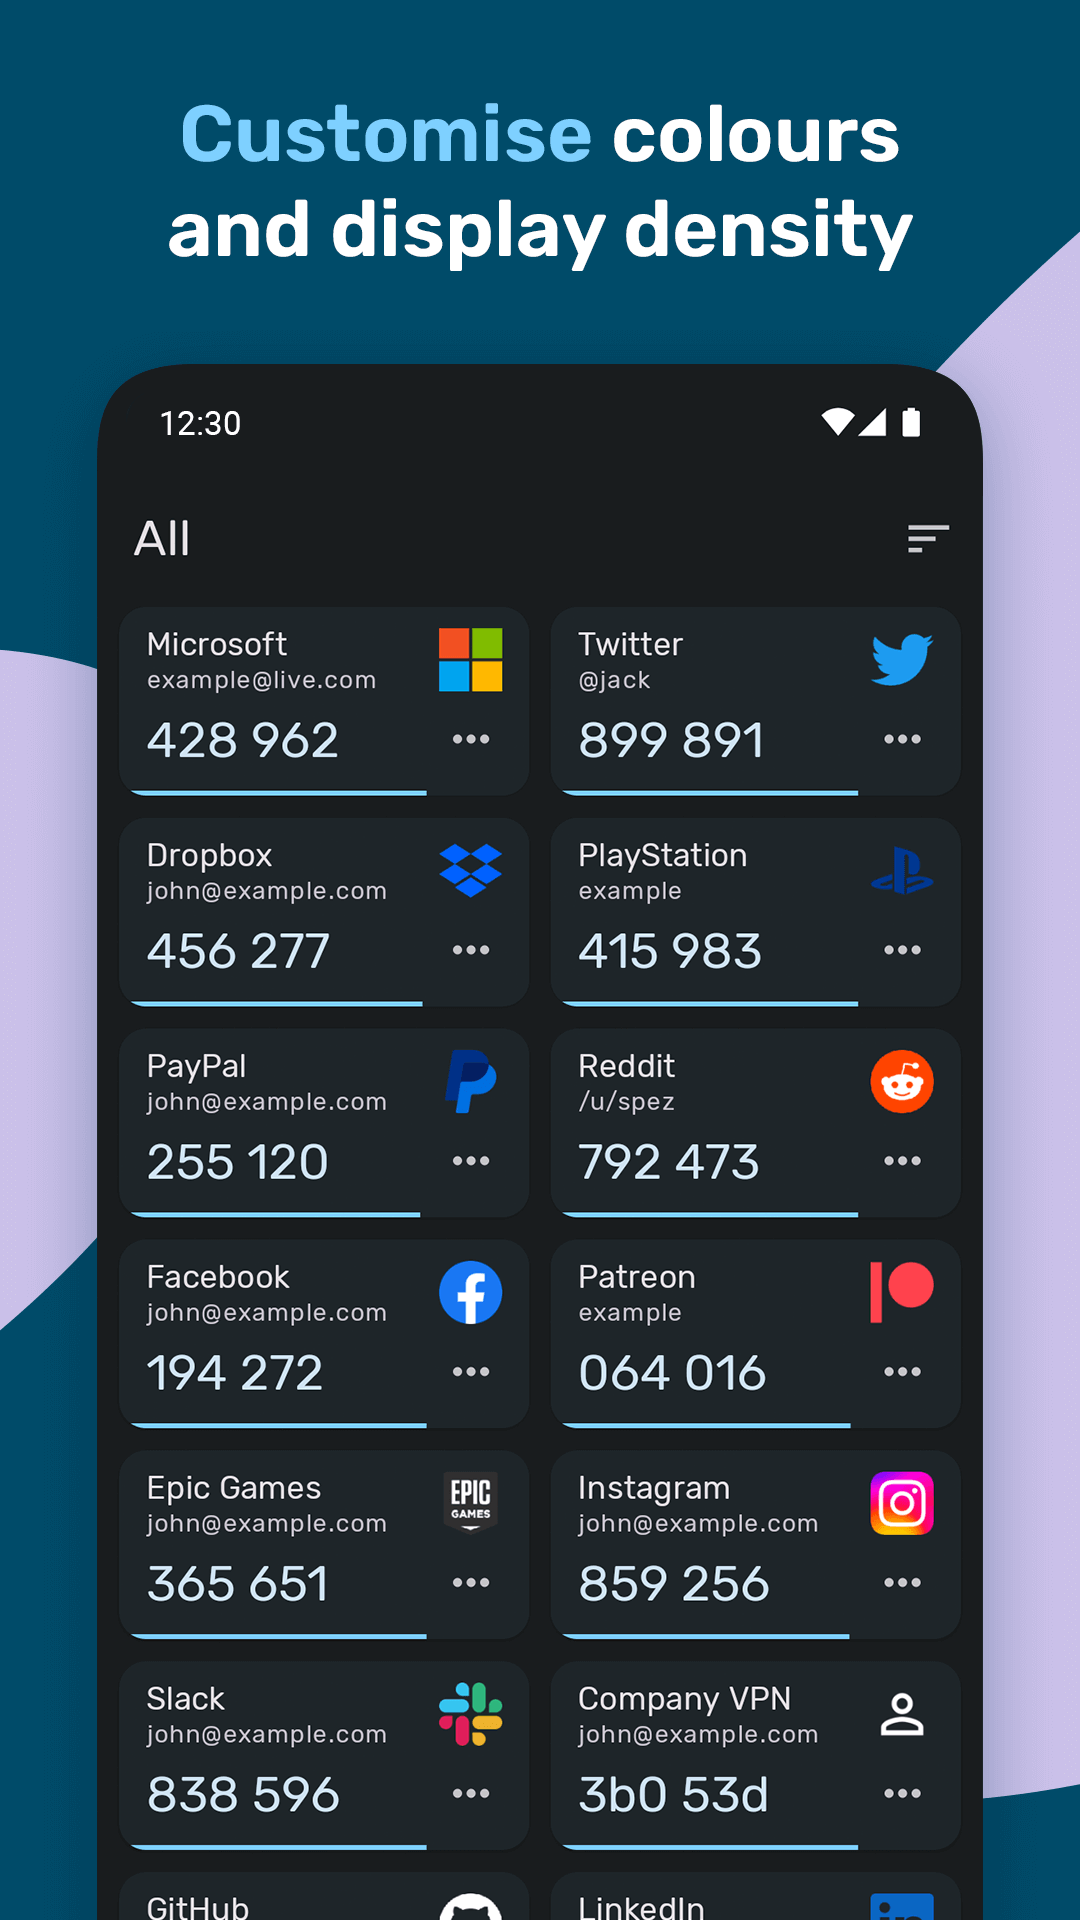 Customise colours
and display density
12:30
All
Microsoft
example@live.com
428 962
Twitter
@jack
899 891
Dropbox
john@example.com
456 277
PlayStation
example
415 983
PayPal
john@example.com
255 120
Reddit
/u/spez
792 473
Facebook
john@example.com
194 272
Patreon
example
064 016
Epic Games
john@example.com
EPIC
GAMES
365 651
Instagram
john@example.com
859 256
Slack
john@example.com
838 596
Company VPN
john@example.com
3b0 53d
GitHub
LinkedIn
in